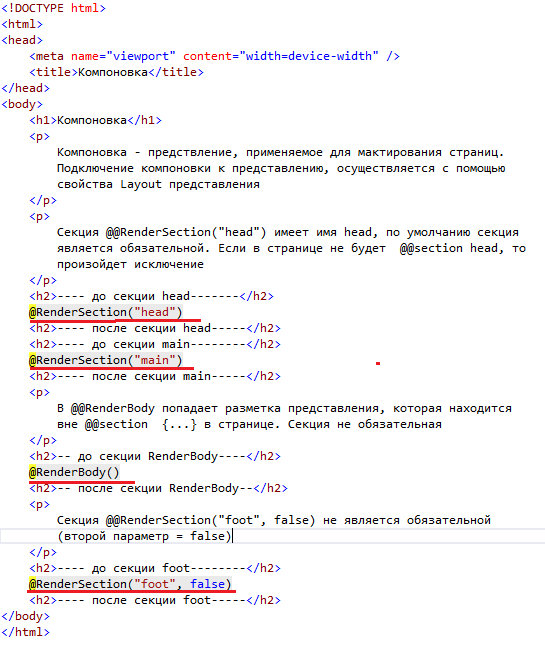 <!DOCTYPE html>
<html>
<head>
    <meta name="viewport" content="width=device-width" />
    <title>Компоновка</title>
</head>
<body>
    <h1>Компоновка</h1>
    <p>
        Компоновка - предствление, применяемое для мактирования страниц.
        Подключение компоновки к представлению, осуществляется с помощью
        свойства Layout представления
    </p>
    <p>
        Секция @@RenderSection("head") имеет имя head, по умолчанию секция
        является обязательной. Если в странице не будет  @@section head, то
        произойдет исключение
    </p>
    <h2>---- до секции head-------</h2>
    @RenderSection("head")
    <h2>---- после секции head-----</h2>
    <h2>---- до секции main--------</h2>
    @RenderSection("main")
    <h2>---- после секции main-----</h2>
    <p>
        В @@RenderBody попадает разметка представления, которая находится
        вне @@section  {...} в странице. Секция не обязательная
    </p>
    <h2>-- до секции RenderBody----</h2>
    @RenderBody()
    <h2>-- после секции RenderBody--</h2>
    <p>
        Секция @@RenderSection("foot", false) не является обязательной
        (второй параметр = false)
    </p>
    <h2>---- до секции foot--------</h2>
    @RenderSection("foot", false)
    <h2>---- после секции foot-----</h2>
</body>
</html>